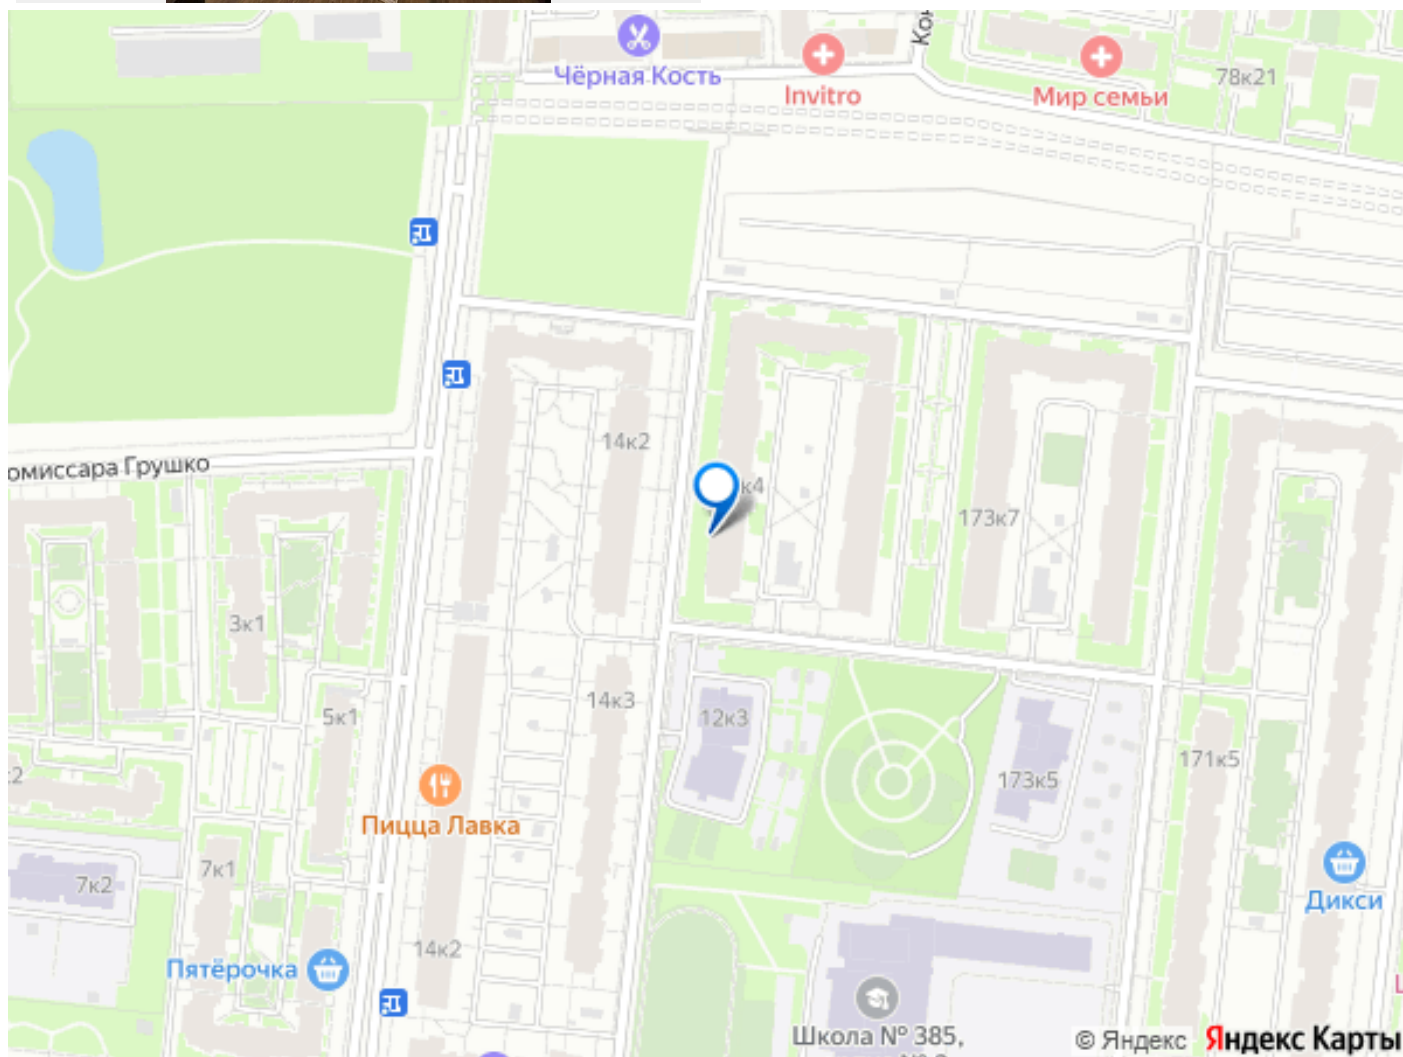 Чёрная Кость
Invitro
Мир семьи
78к21
14к2
омиссара Грушко
к4
173к7
3к1
14к3
5к1
12к3
173к5
171к5
Пицца Лавка
7к1
7к2
Дикси
14к2
Пятёрочка
Школа № 385,
© Яндекс Яндекс Карты